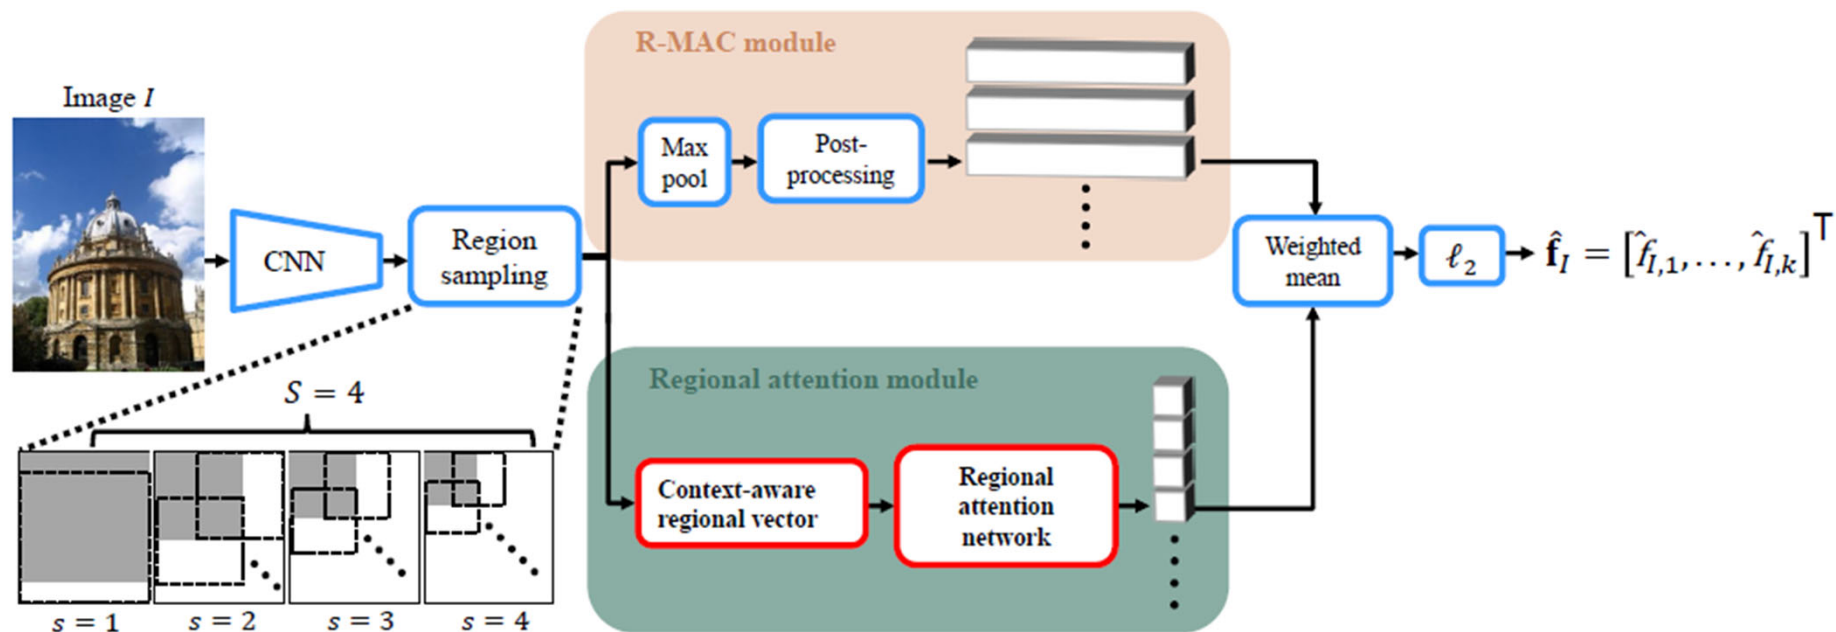 Image I
CNN
Region
sampling
S = 4
s = 1
s = 2
s = 3
s = 4
R-MAC module
Max
pool
Post-
processing
Regional attention module
Context-aware
regional vector
Regional
attention
network
Weighted
mean
ℓ₂
f̂_I = [f̂_{I,1}, …, f̂_{I,k}]^T